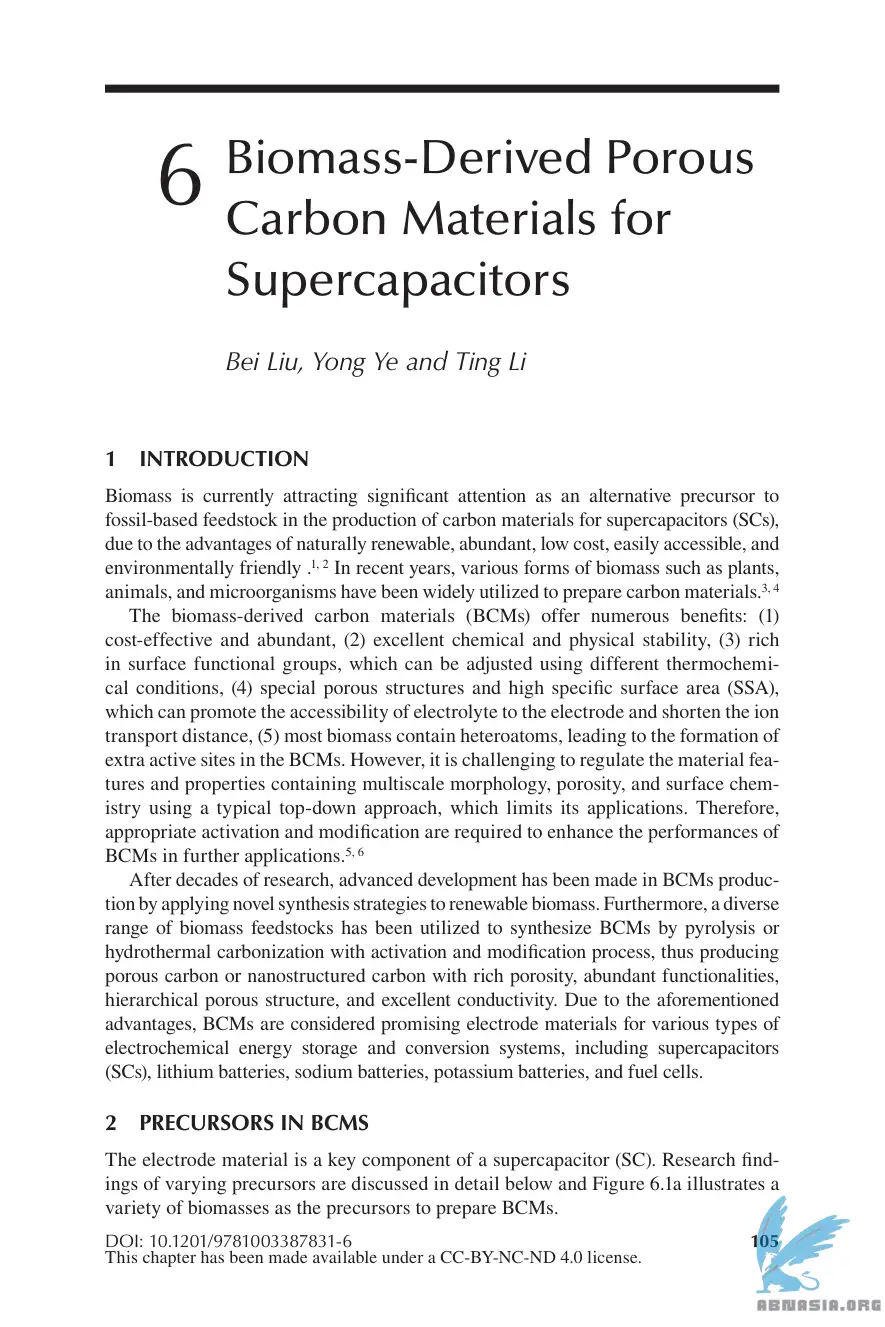 6 Biomass-Derived Porous
Carbon Materials for
Supercapacitors
Bei Liu, Yong Ye and Ting Li
1 INTRODUCTION
Biomass is currently attracting significant attention as an alternative precursor to
fossil-based feedstock in the production of carbon materials for supercapacitors (SCs),
due to the advantages of naturally renewable, abundant, low cost, easily accessible, and
environmentally friendly .1, 2 In recent years, various forms of biomass such as plants,
animals, and microorganisms have been widely utilized to prepare carbon materials.3, 4
The biomass-derived carbon materials (BCMs) offer numerous benefits: (1)
cost-effective and abundant, (2) excellent chemical and physical stability, (3) rich
in surface functional groups, which can be adjusted using different thermochemi-
cal conditions, (4) special porous structures and high specific surface area (SSA),
which can promote the accessibility of electrolyte to the electrode and shorten the ion
transport distance, (5) most biomass contain heteroatoms, leading to the formation of
extra active sites in the BCMs. However, it is challenging to regulate the material fea-
tures and properties containing multiscale morphology, porosity, and surface chem-
istry using a typical top-down approach, which limits its applications. Therefore,
appropriate activation and modification are required to enhance the performances of
BCMs in further applications.5, 6
After decades of research, advanced development has been made in BCMs produc-
tion by applying novel synthesis strategies to renewable biomass. Furthermore, a diverse
range of biomass feedstocks has been utilized to synthesize BCMs by pyrolysis or
hydrothermal carbonization with activation and modification process, thus producing
porous carbon or nanostructured carbon with rich porosity, abundant functionalities,
hierarchical porous structure, and excellent conductivity. Due to the aforementioned
advantages, BCMs are considered promising electrode materials for various types of
electrochemical energy storage and conversion systems, including supercapacitors
(SCs), lithium batteries, sodium batteries, potassium batteries, and fuel cells.
2 PRECURSORS IN BCMS
The electrode material is a key component of a supercapacitor (SC). Research find-
ings of varying precursors are discussed in detail below and Figure 6.1a illustrates a
variety of biomasses as the precursors to prepare BCMs.
DOI: 10.1201/9781003387831-6 105
This chapter has been made available under a CC-BY-NC-ND 4.0 license.
ABNASIA.ORG